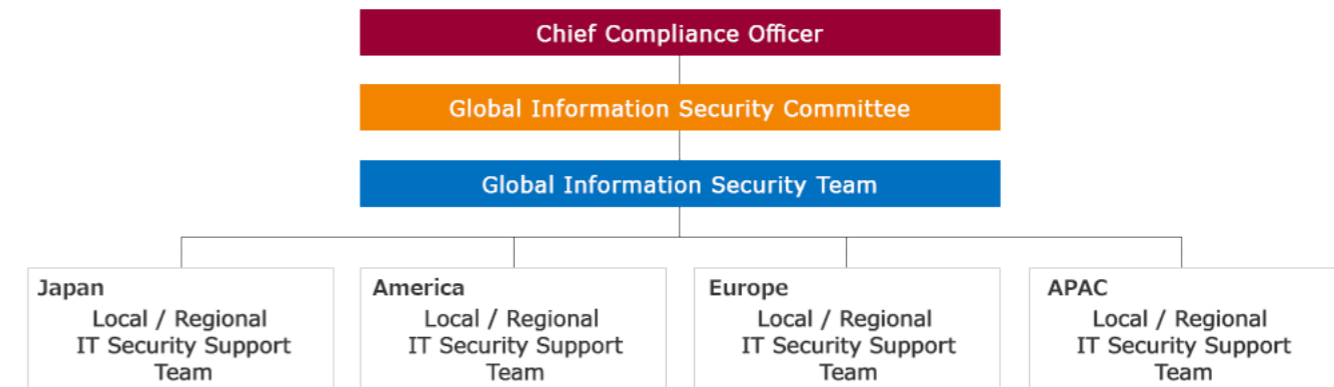 Chief Compliance Officer
Global Information Security Committee
Global Information Security Team
Japan
Local / Regional
IT Security Support
Team
America
Local / Regional
IT Security Support
Team
Europe
Local / Regional
IT Security Support
Team
APAC
Local / Regional
IT Security Support
Team